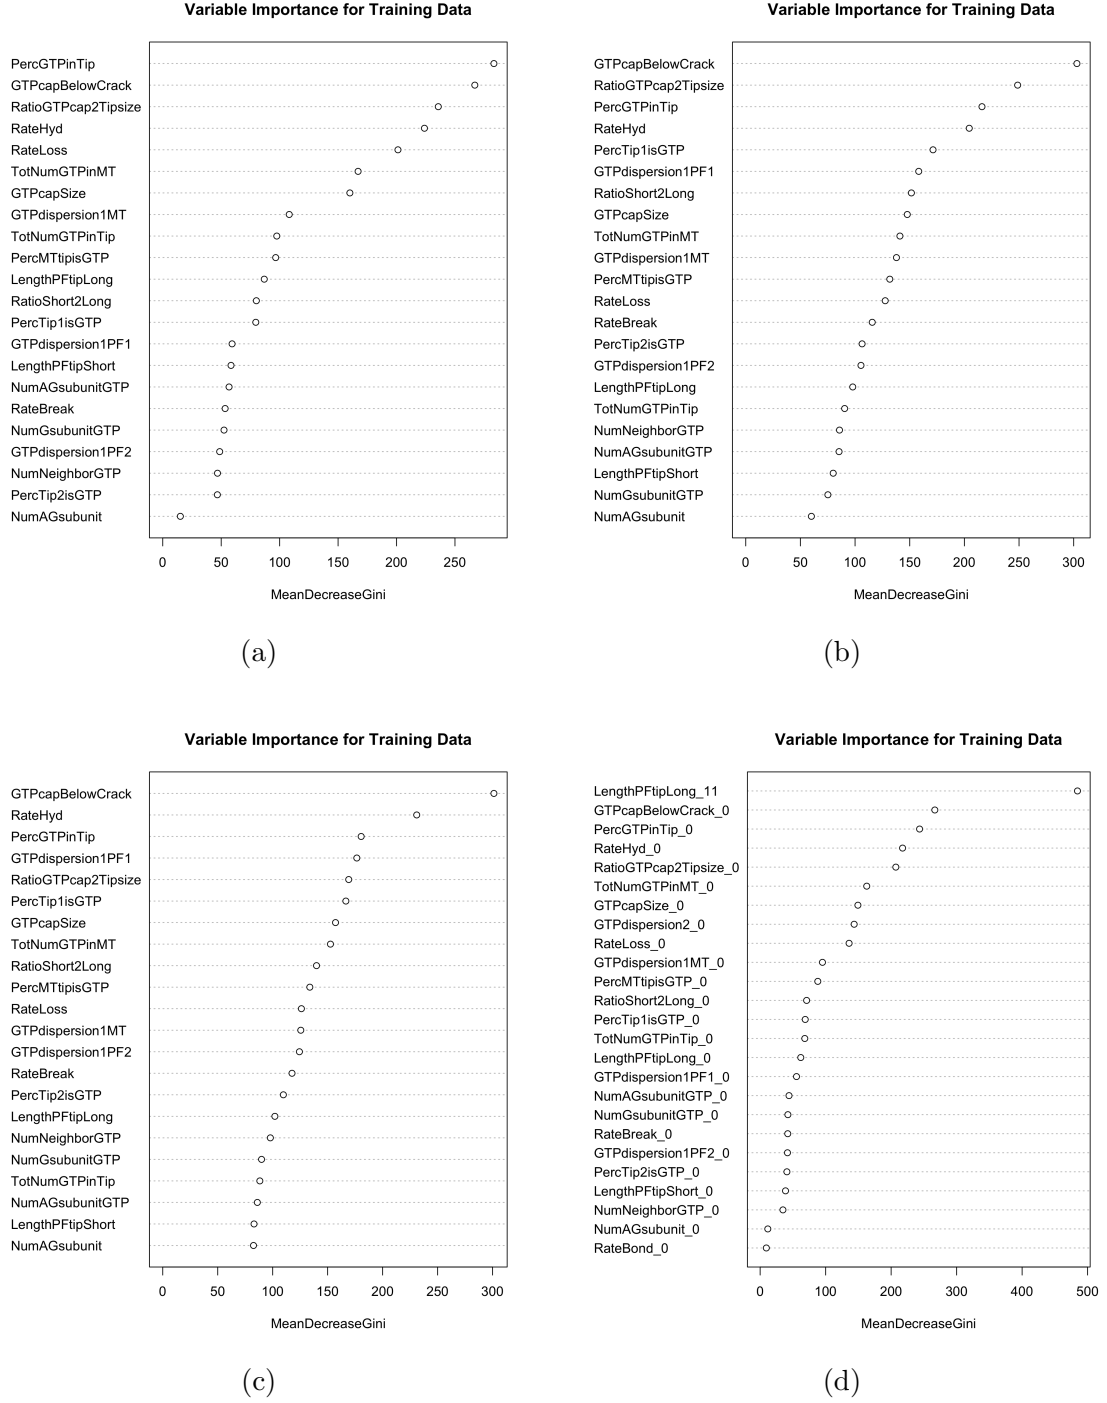 Variable Importance for Training Data
PercGTPinTip
GTPcapBelowCrack
RatioGTPcap2Tipsize
RateHyd
RateLoss
TotNumGTPinMT
GTPcapSize
GTPdispersion1MT
TotNumGTPinTip
PercMTtipisGTP
LengthPFtipLong
RatioShort2Long
PercTip1isGTP
GTPdispersion1PF1
LengthPFtipShort
NumAGsubunitGTP
RateBreak
NumGsubunitGTP
GTPdispersion1PF2
NumNeighborGTP
PercTip2isGTP
NumAGsubunit
0 50 100 150 200 250
MeanDecreaseGini
(a)
Variable Importance for Training Data
GTPcapBelowCrack
RatioGTPcap2Tipsize
PercGTPinTip
RateHyd
PercTip1isGTP
GTPdispersion1PF1
RatioShort2Long
GTPcapSize
TotNumGTPinMT
GTPdispersion1MT
PercMTtipisGTP
RateLoss
RateBreak
PercTip2isGTP
GTPdispersion1PF2
LengthPFtipLong
TotNumGTPinTip
NumNeighborGTP
NumAGsubunitGTP
LengthPFtipShort
NumGsubunitGTP
NumAGsubunit
0 50 100 150 200 250 300
MeanDecreaseGini
(b)
Variable Importance for Training Data
GTPcapBelowCrack
RateHyd
PercGTPinTip
GTPdispersion1PF1
RatioGTPcap2Tipsize
PercTip1isGTP
GTPcapSize
TotNumGTPinMT
RatioShort2Long
PercMTtipisGTP
RateLoss
GTPdispersion1MT
GTPdispersion1PF2
RateBreak
PercTip2isGTP
LengthPFtipLong
NumNeighborGTP
NumGsubunitGTP
TotNumGTPinTip
NumAGsubunitGTP
LengthPFtipShort
NumAGsubunit
0 50 100 150 200 250 300
MeanDecreaseGini
(c)
Variable Importance for Training Data
LengthPFtipLong_11
GTPcapBelowCrack_0
PercGTPinTip_0
RateHyd_0
RatioGTPcap2Tipsize_0
TotNumGTPinMT_0
GTPcapSize_0
GTPdispersion2_0
RateLoss_0
GTPdispersion1MT_0
PercMTtipisGTP_0
RatioShort2Long_0
PercTip1isGTP_0
TotNumGTPinTip_0
LengthPFtipLong_0
GTPdispersion1PF1_0
NumAGsubunitGTP_0
NumGsubunitGTP_0
RateBreak_0
GTPdispersion1PF2_0
PercTip2isGTP_0
LengthPFtipShort_0
NumNeighborGTP_0
NumAGsubunit_0
RateBond_0
0 100 200 300 400 500
MeanDecreaseGini
(d)